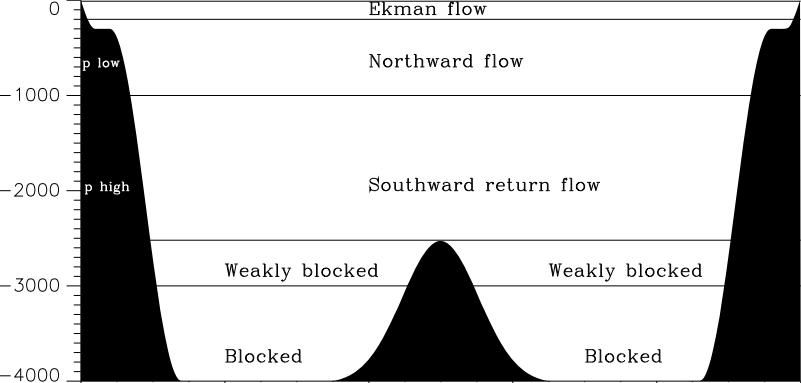 0
Ekman flow
p low
Northward flow
−1000
−2000
p high
Southward return flow
Weakly blocked
Weakly blocked
−3000
Blocked
Blocked
−4000